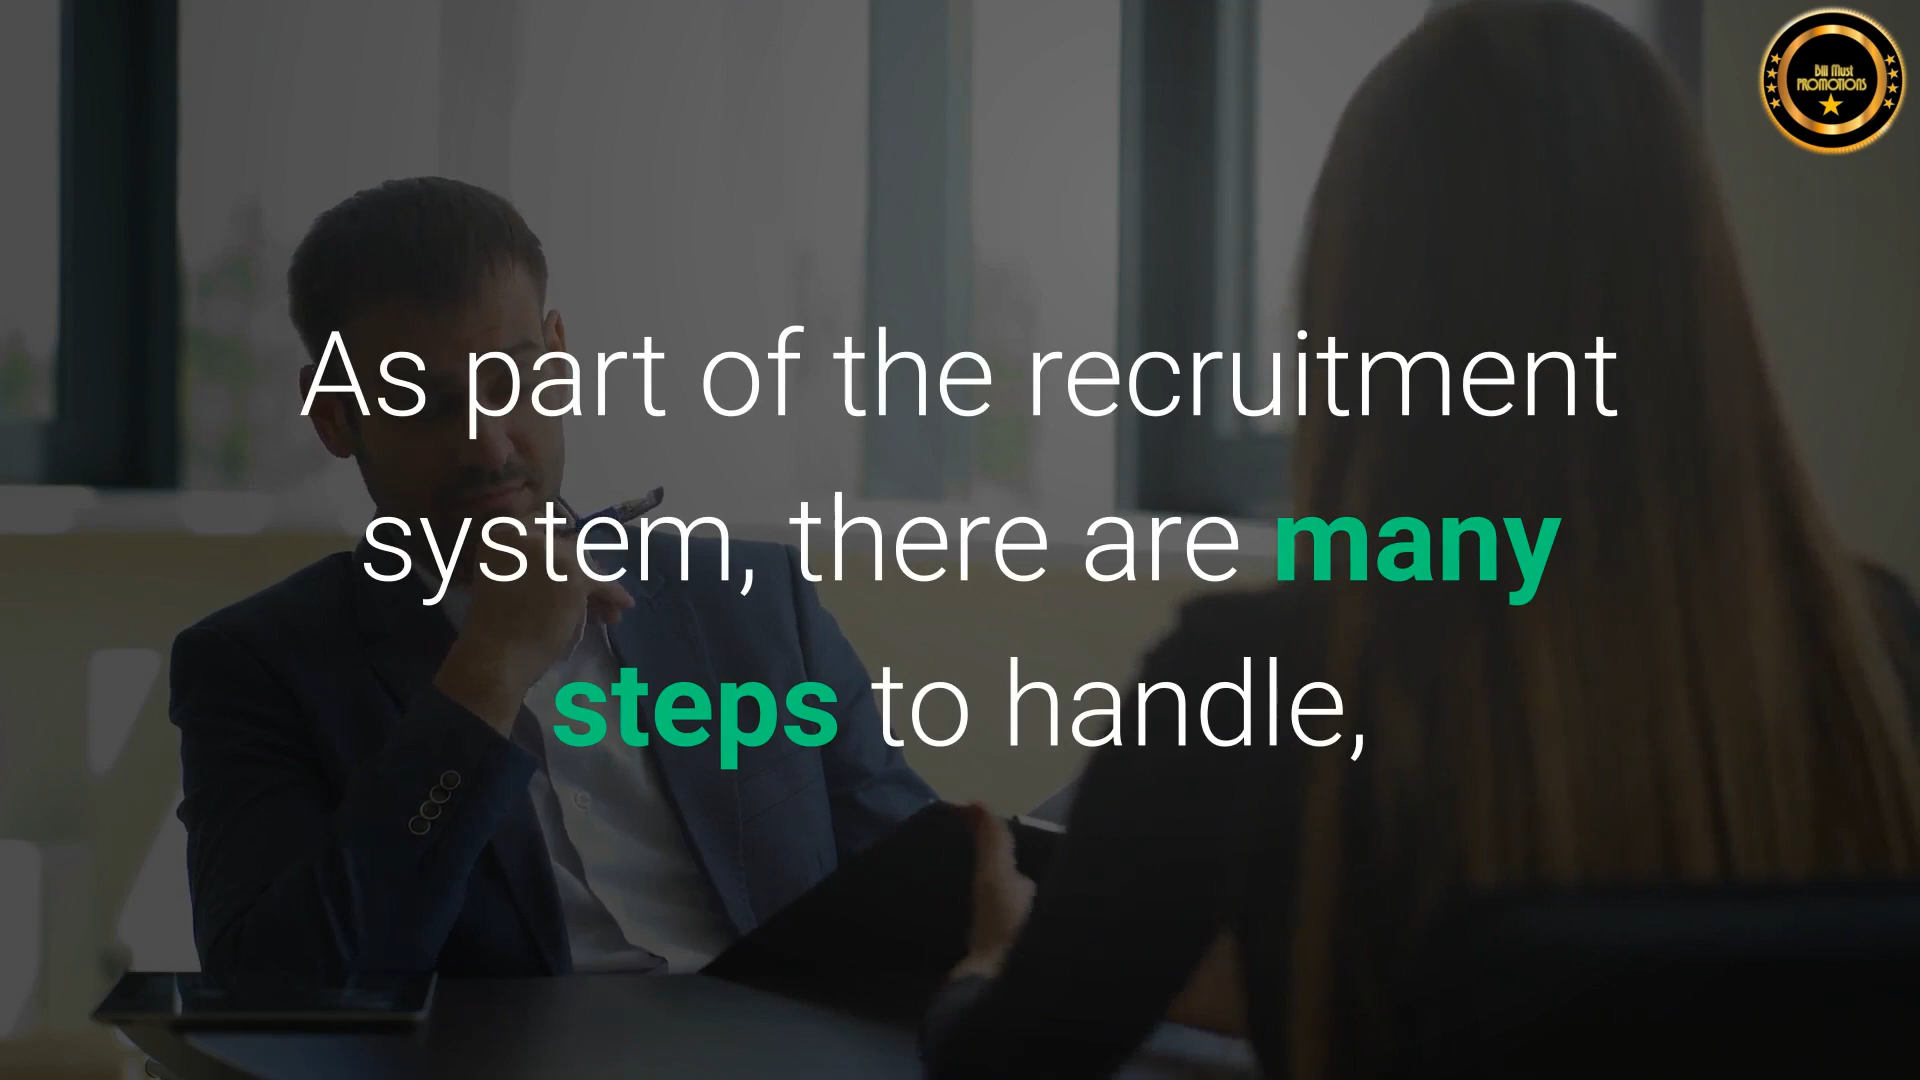 Bill Must
PROMOTIONS
As part of the recruitment
system, there are many
steps to handle,